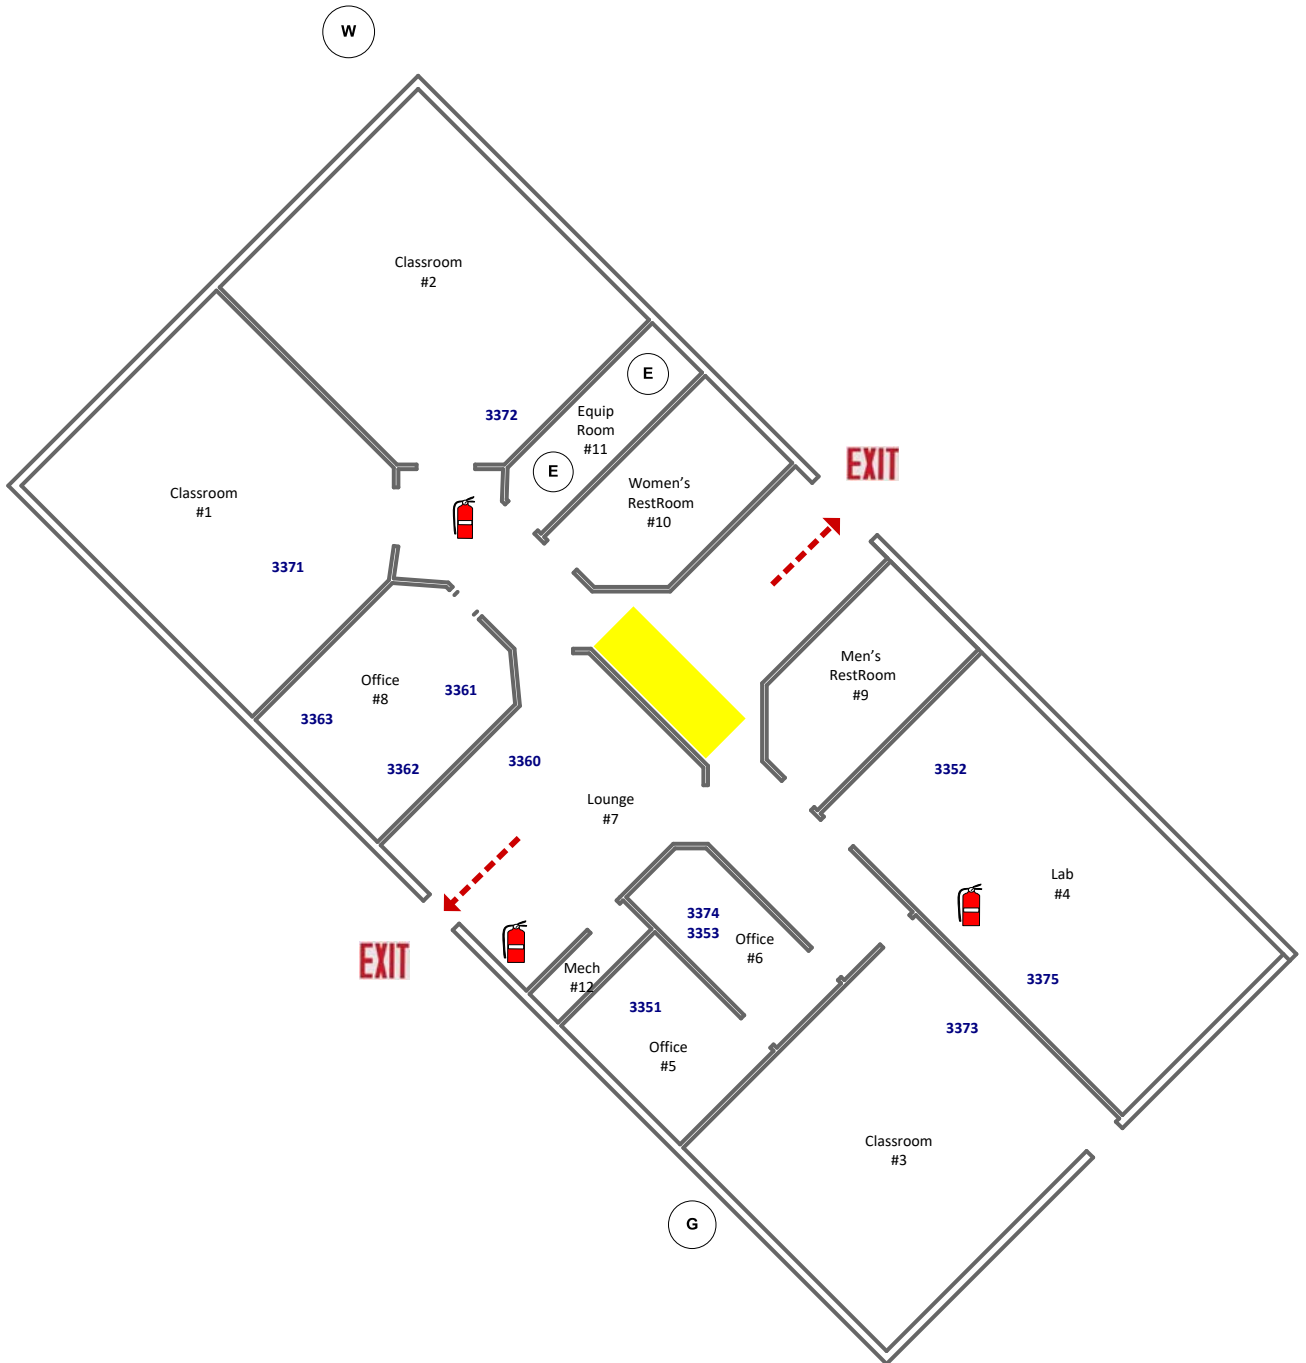 W
Classroom
#2
E
3372
Equip
Room
#11
EXIT
E
Women's
RestRoom
#10
Classroom
#1
3371
Men's
RestRoom
#9
Office
#8
3361
3363
3362
3360
3352
Lounge
#7
Lab
#4
3374
3353
Office
#6
EXIT
Mech
#12
3375
3351
3373
Office
#5
Classroom
#3
G